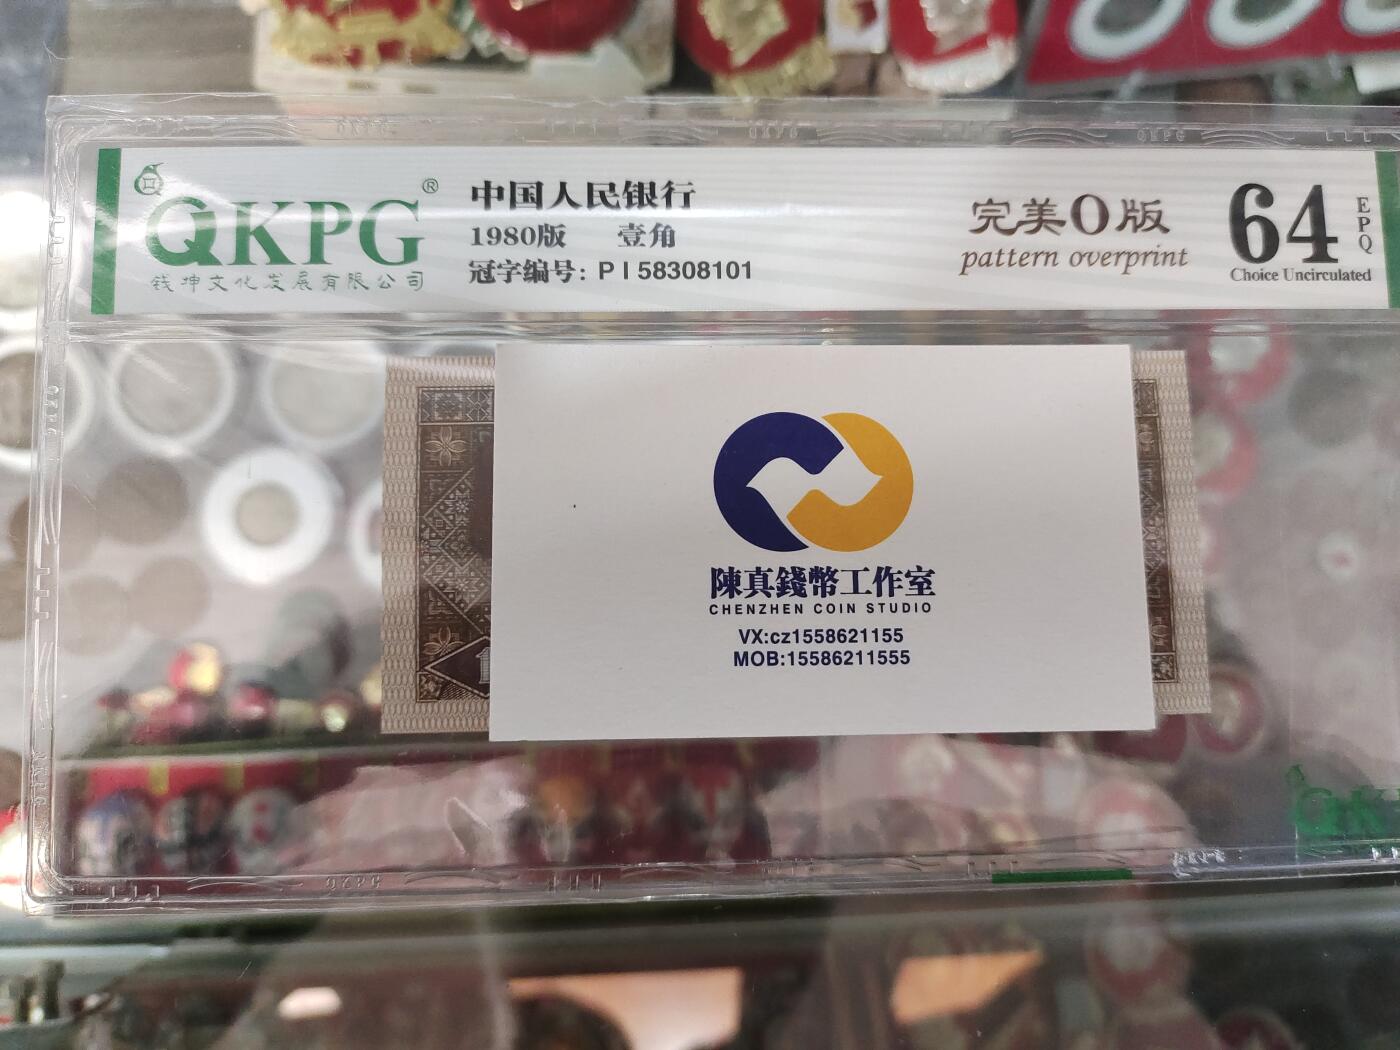 QKPG®
钱坤文化发展有限公司
中国人民银行
1980版 壹角
冠字编号: PI58308101
完美O版
pattern overprint
64
EPQ
Choice Uncirculated
陳真錢幣工作室
CHENZHEN COIN STUDIO
VX:cz1558621155
MOB:15586211555